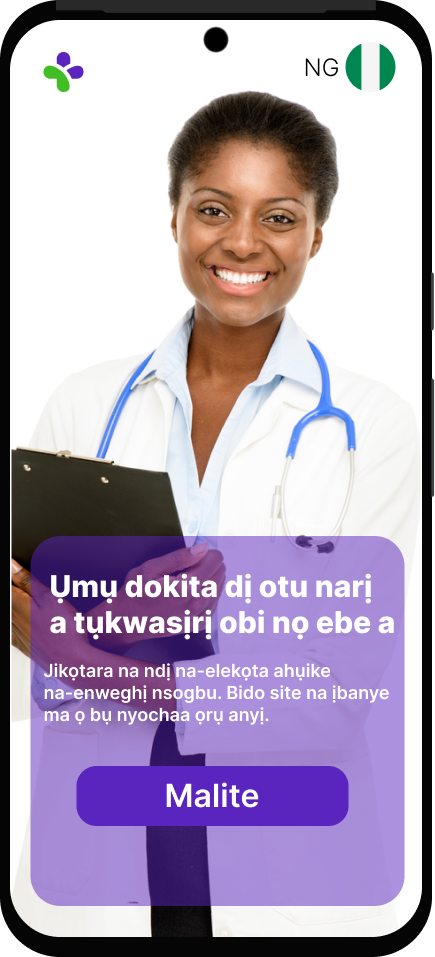 NG
Ụmụ dokita dị otu narị
a tụkwasịrị obi nọ ebe a
Jikọtara na ndị na-elekọta ahụike
na-enweghị nsogbu. Bido site na ịbanye
ma ọ bụ nyochaa ọrụ anyị.
Malite